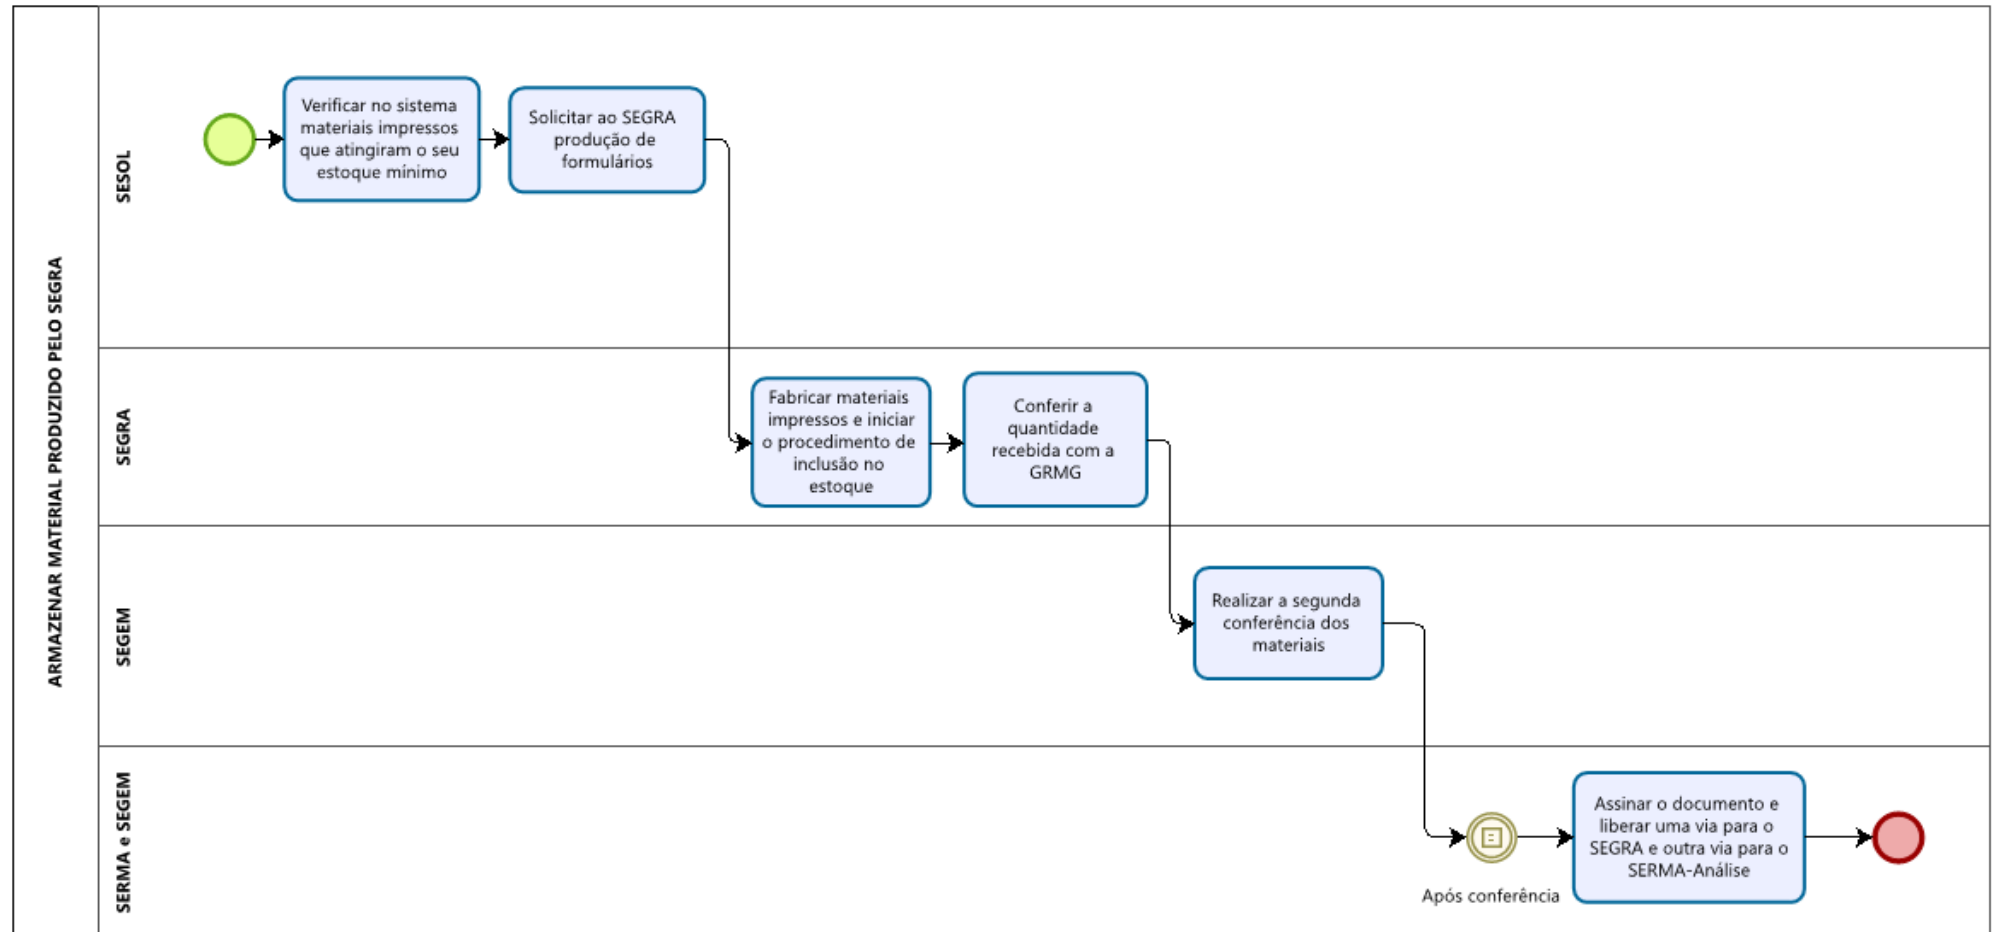 ARMAZENAR MATERIAL PRODUZIDO PELO SEGRA
SESOL
Verificar no sistema
materiais impressos
que atingiram o seu
estoque mínimo
Solicitar ao SEGRA
produção de
formulários
SEGRA
Fabricar materiais
impressos e iniciar
o procedimento de
inclusão no
estoque
Conferir a
quantidade
recebida com a
GRMG
SEGEM
Realizar a segunda
conferência dos
materiais
SERMA e SEGEM
Após conferência
Assinar o documento e
liberar uma via para o
SEGRA e outra via para o
SERMA-Análise